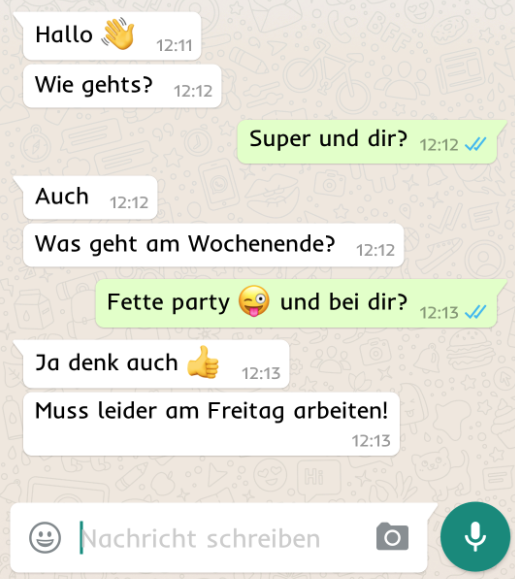 Hallo 👋 12:11
Wie gehts? 12:12
Super und dir? 12:12
Auch 12:12
Was geht am Wochenende? 12:12
Fette party 😜 und bei dir? 12:13
Ja denk auch 👍 12:13
Muss leider am Freitag arbeiten!
12:13
Nachricht schreiben